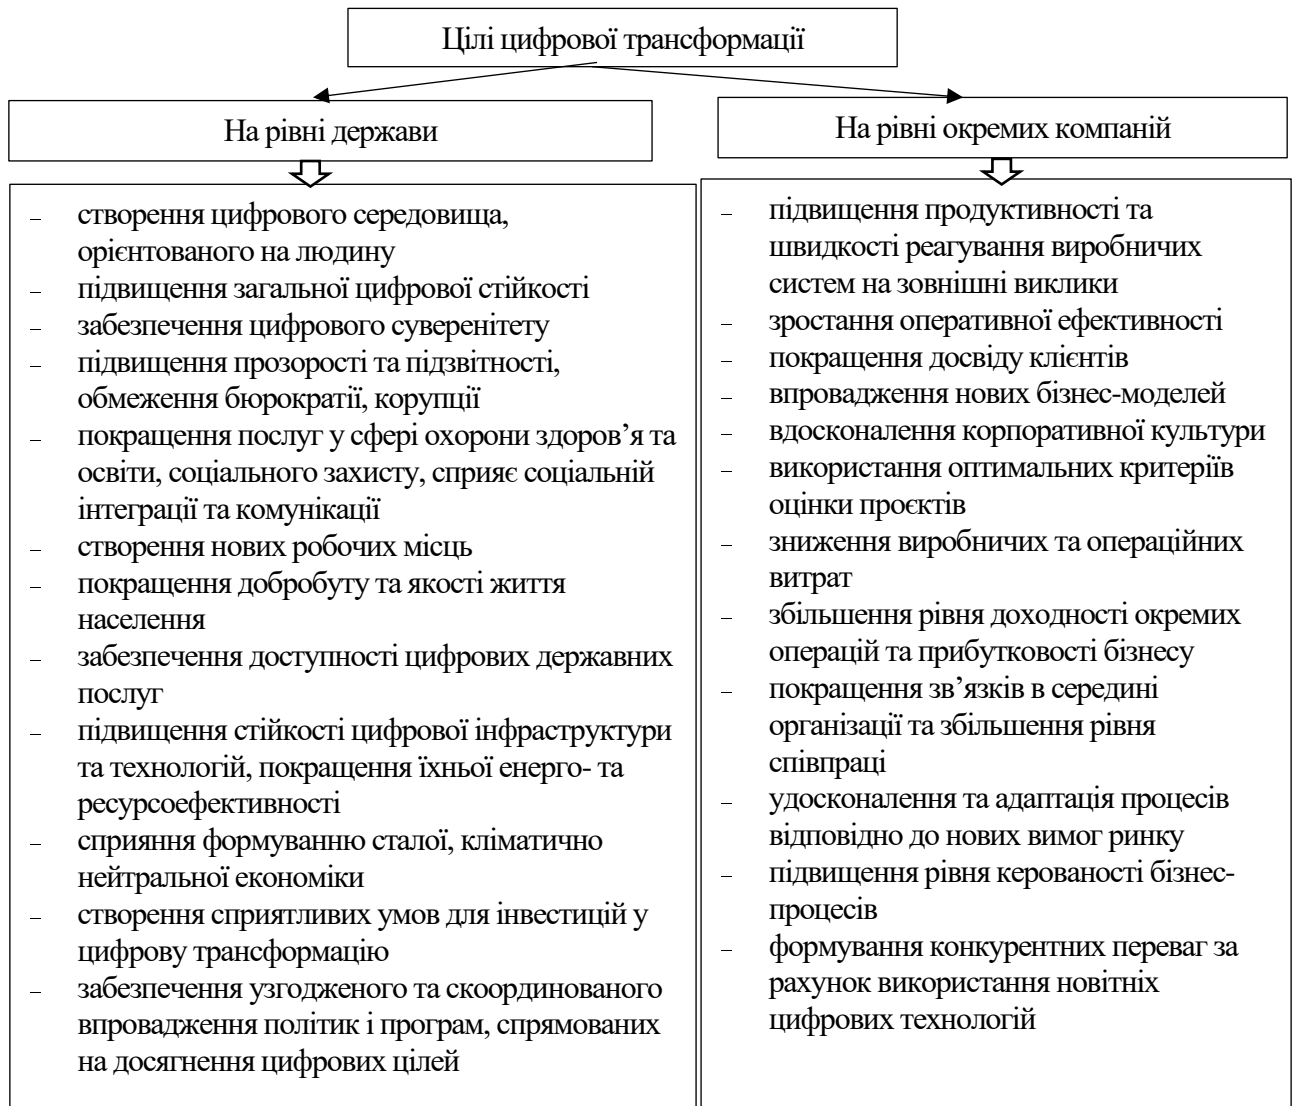 Цілі цифрової трансформації
На рівні держави
На рівні окремих компаній
– створення цифрового середовища,
орієнтованого на людину
– підвищення загальної цифрової стійкості
– забезпечення цифрового суверенітету
– підвищення прозорості та підзвітності,
обмеження бюрократії, корупції
– покращення послуг у сфері охорони здоров’я та
освіти, соціального захисту, сприяє соціальній
інтеграції та комунікації
– створення нових робочих місць
– покращення добробуту та якості життя
населення
– забезпечення доступності цифрових державних
послуг
– підвищення стійкості цифрової інфраструктури
та технологій, покращення їхньої енерго- та
ресурсоефективності
– сприяння формуванню сталої, кліматично
нейтральної економіки
– створення сприятливих умов для інвестицій у
цифрову трансформацію
– забезпечення узгодженого та скоординованого
впровадження політик і програм, спрямованих
на досягнення цифрових цілей
– підвищення продуктивності та
швидкості реагування виробничих
систем на зовнішні виклики
– зростання оперативної ефективності
– покращення досвіду клієнтів
– впровадження нових бізнес-моделей
– вдосконалення корпоративної культури
– використання оптимальних критеріїв
оцінки проєктів
– зниження виробничих та операційних
витрат
– збільшення рівня доходності окремих
операцій та прибутковості бізнесу
– покращення зв’язків в середині
організації та збільшення рівня
співпраці
– удосконалення та адаптація процесів
відповідно до нових вимог ринку
– підвищення рівня керованості бізнес-
процесів
– формування конкурентних переваг за
рахунок використання новітніх
цифрових технологій